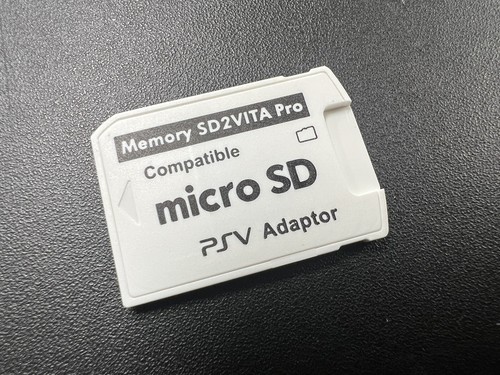 Memory SD2VITA Pro
Compatible
micro SD
PSV Adaptor